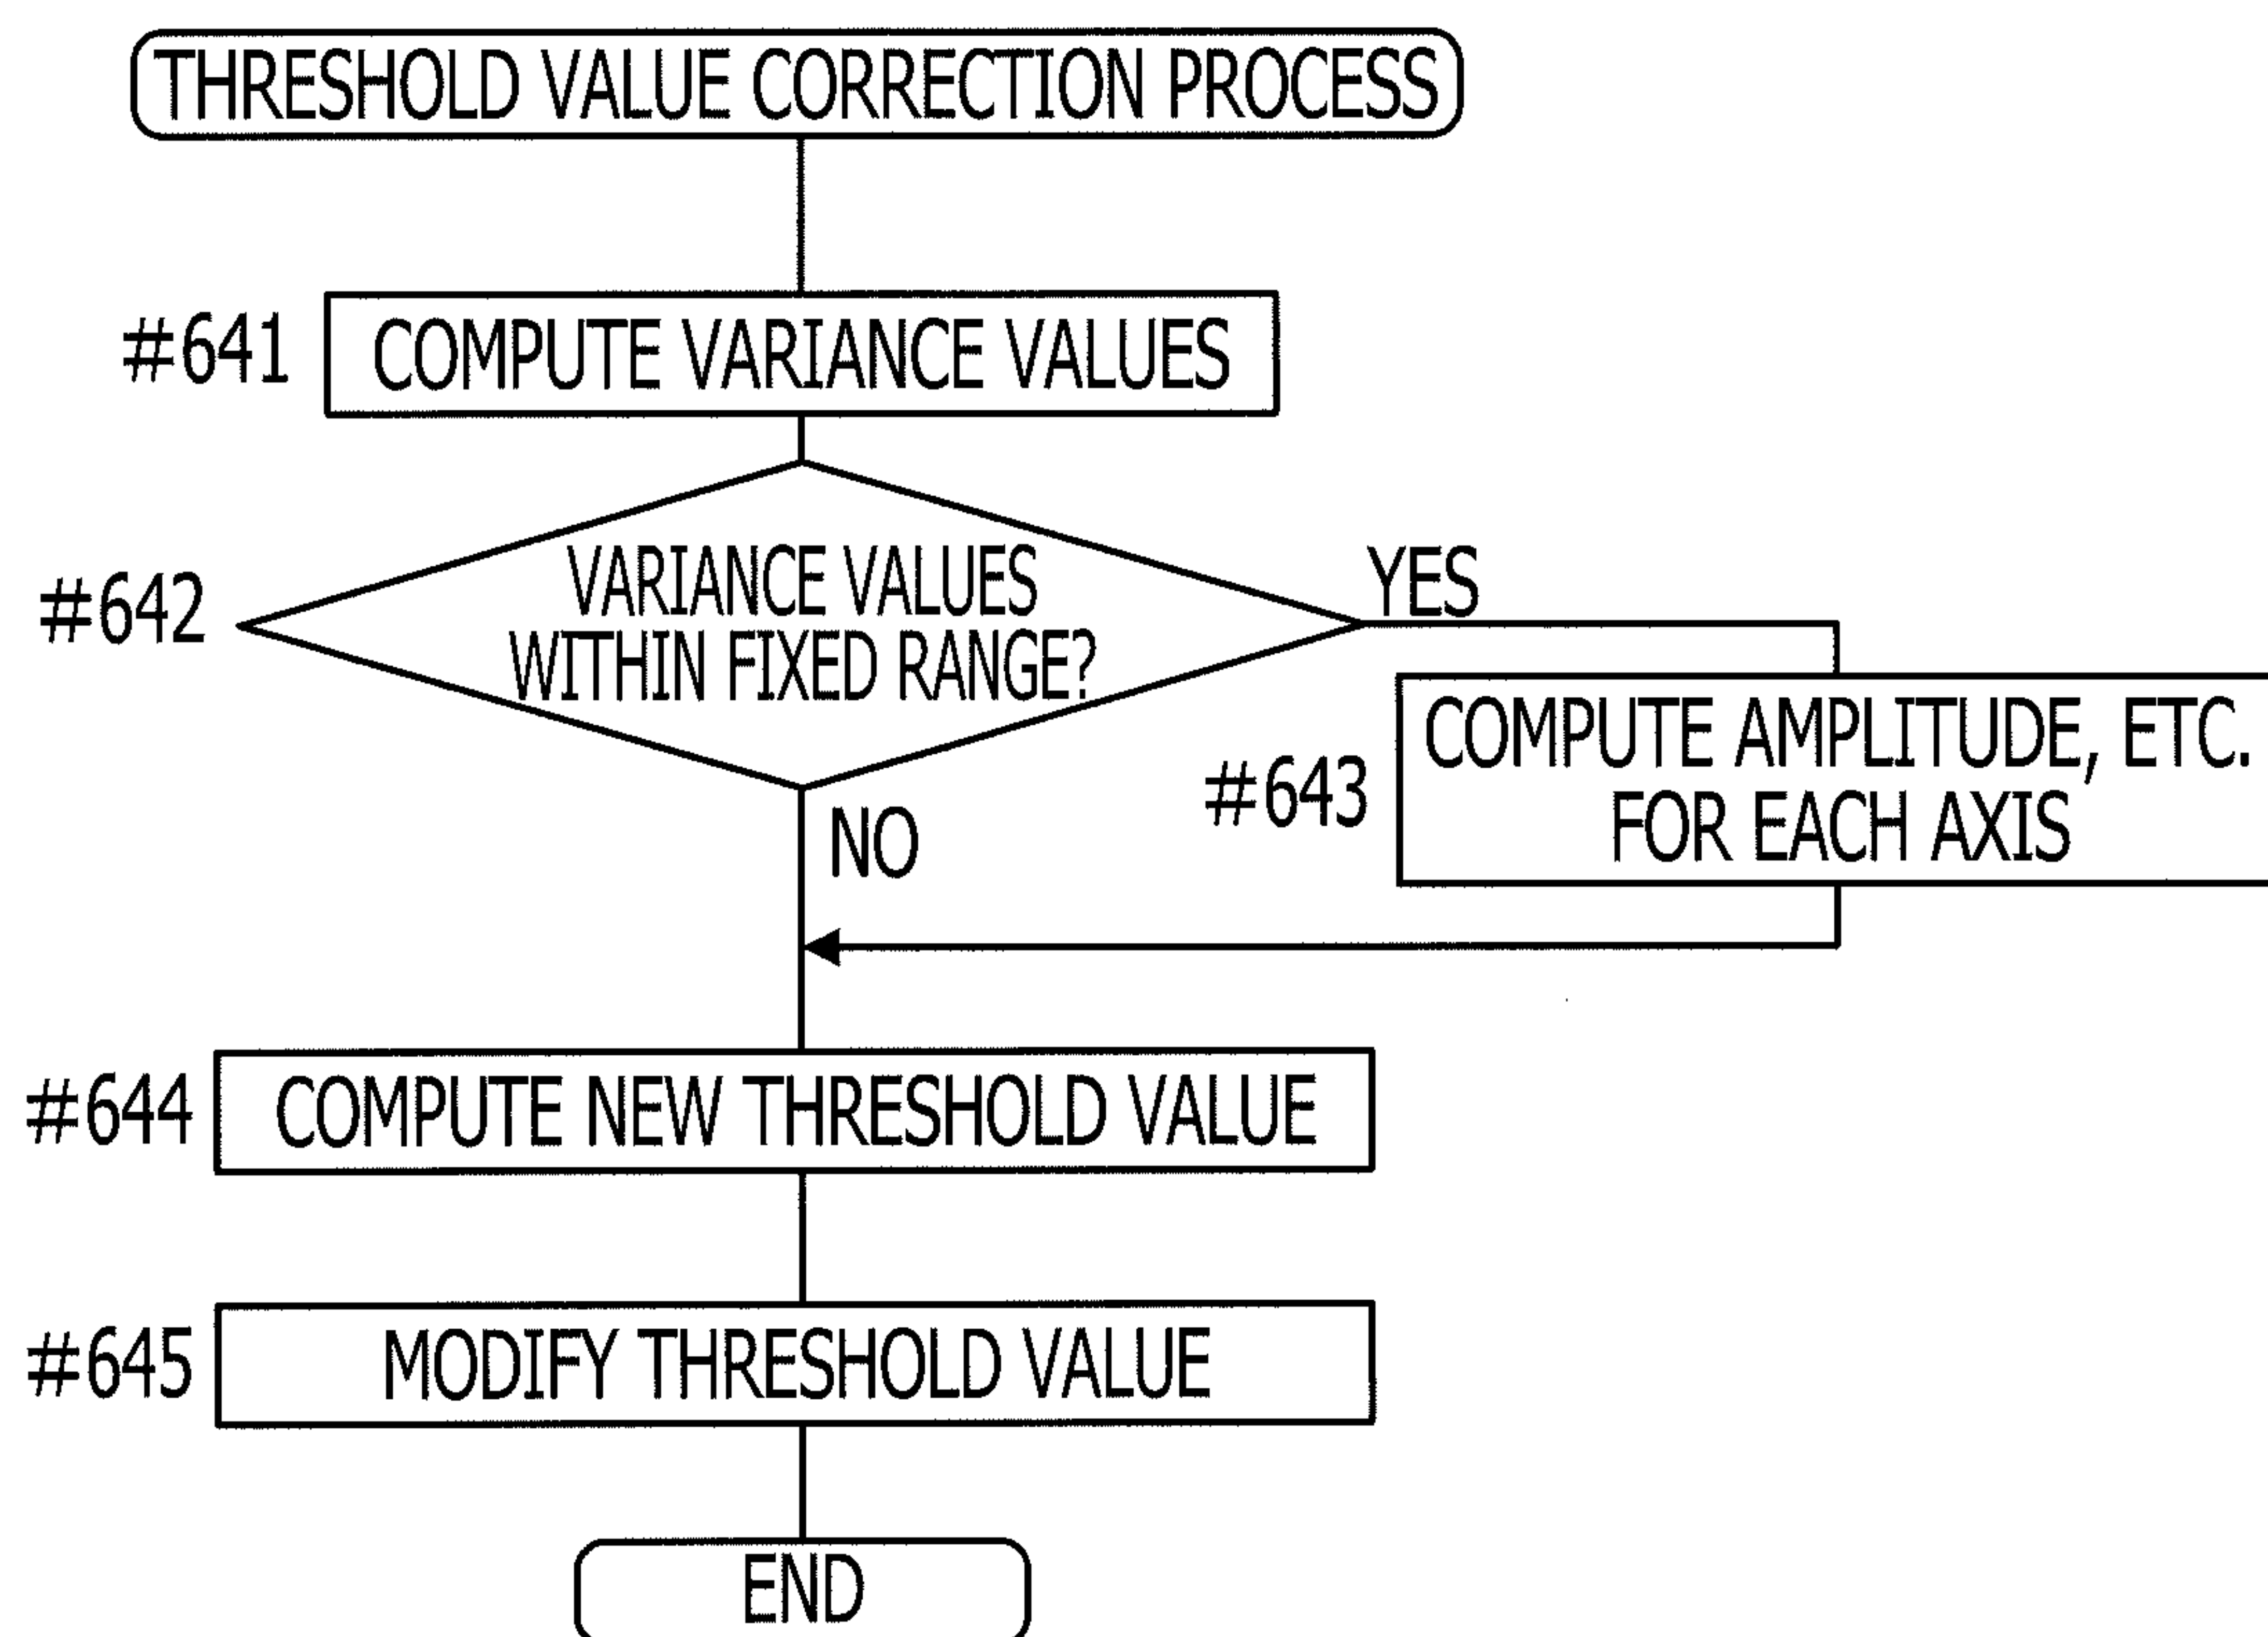 THRESHOLD VALUE CORRECTION PROCESS
#641
COMPUTE VARIANCE VALUES
#642
VARIANCE VALUES
WITHIN FIXED RANGE?
YES
NO
#643
COMPUTE AMPLITUDE, ETC.
FOR EACH AXIS
#644
COMPUTE NEW THRESHOLD VALUE
#645
MODIFY THRESHOLD VALUE
END